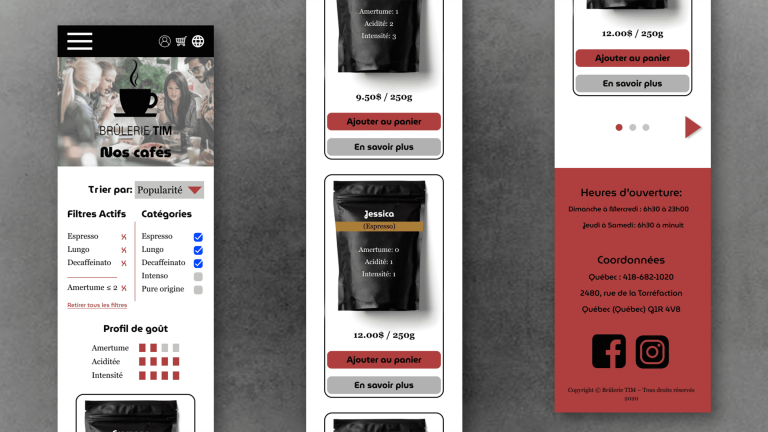 BRÛLERIE TIM
Nos cafés
Trier par: Popularité
Filtres Actifs
Espresso
Lungo
Decaffeinato
Amertume ≤ 2
Retirer tous les filtres
Catégories
Espresso
Lungo
Decaffeinato
Intenso
Pure origine
Profil de goût
Amertume
Aciditée
Intensité
Amertume: 1
Acidité: 2
Intensité: 3
9.50$ / 250g
Ajouter au panier
En savoir plus
Jessica
(Espresso)
Amertume: 0
Acidité: 1
Intensité: 1
12.00$ / 250g
Ajouter au panier
En savoir plus
12.00$ / 250g
Ajouter au panier
En savoir plus
Heures d'ouverture:
Dimanche à Mercredi : 6h30 à 23h00
Jeudi à Samedi: 6h30 à minuit
Coordonnées
Québec : 418-682-1020
2480, rue de la Torréfaction
Québec (Québec) Q1R 4V8
Copyright © Brûlerie TIM – Tous droits réservés
2020